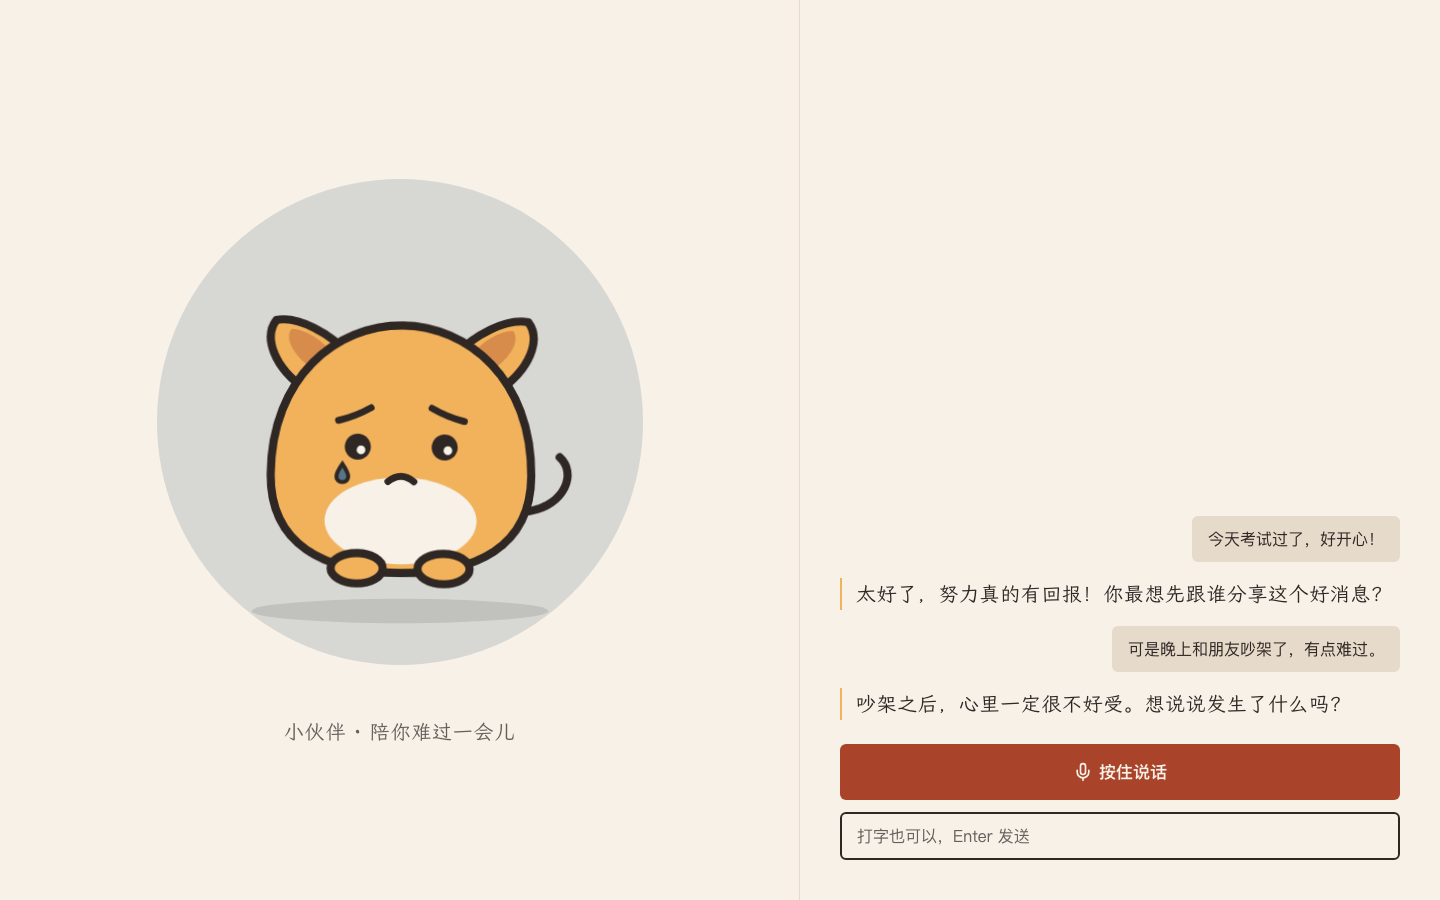 小伙伴・陪你难过一会儿
今天考试过了，好开心！
太好了，努力真的有回报！你最想先跟谁分享这个好消息？
可是晚上和朋友吵架了，有点难过。
吵架之后，心里一定很不好受。想说说发生了什么吗？
按住说话
打字也可以，Enter 发送